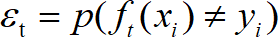 ε_t = p(f_t(x_i) ≠ y_i)